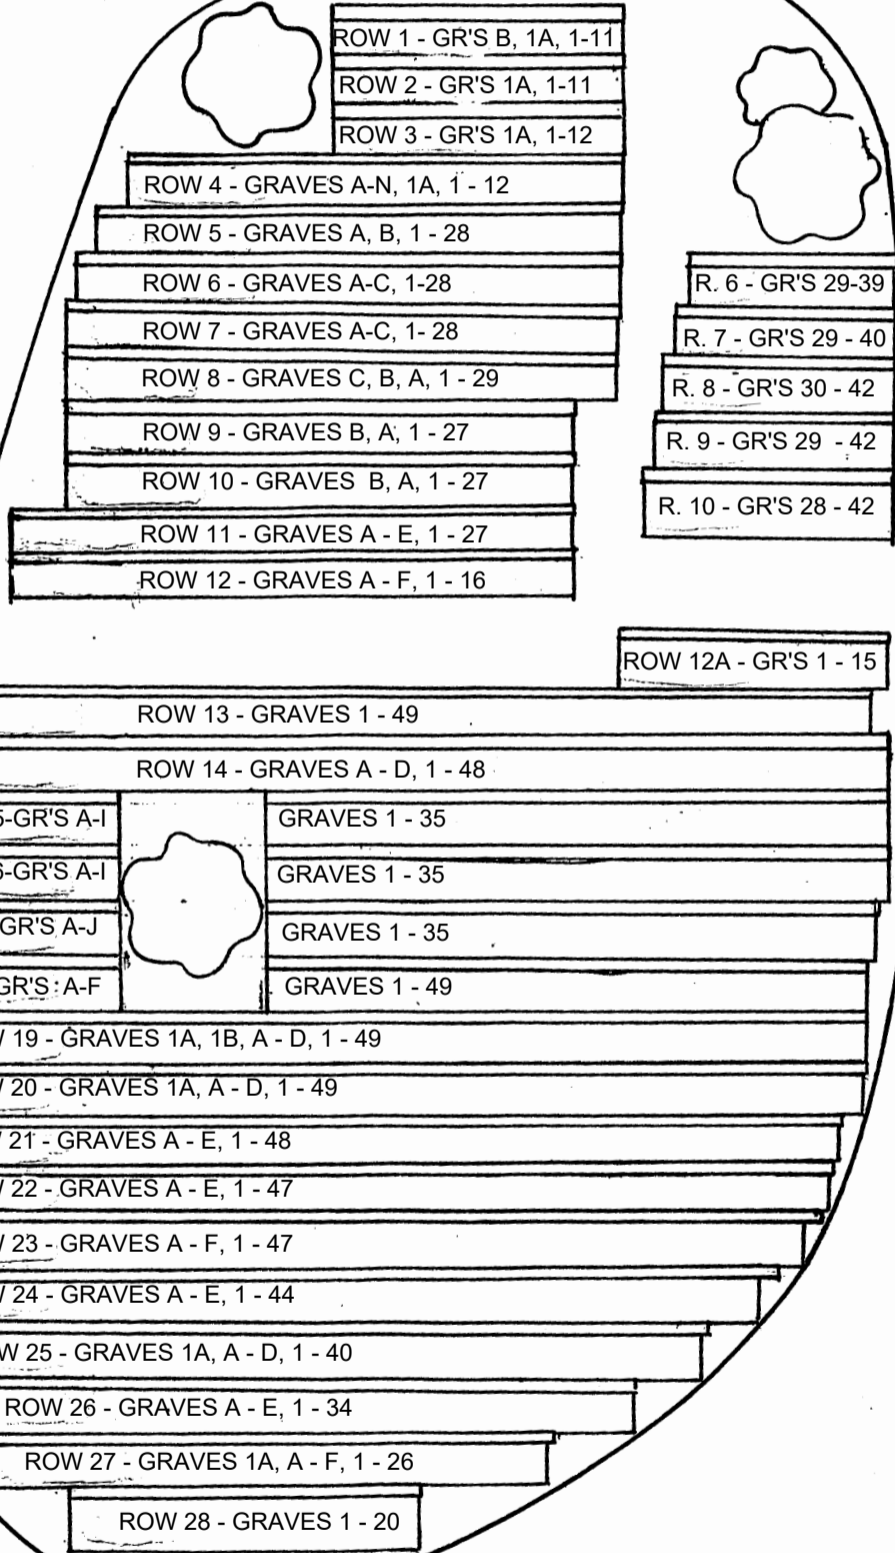 ROW 1 - GR'S B, 1A, 1-11
ROW 2 - GR'S 1A, 1-11
ROW 3 - GR'S 1A, 1-12
ROW 4 - GRAVES A-N, 1A, 1 - 12
ROW 5 - GRAVES A, B, 1 - 28
ROW 6 - GRAVES A-C, 1-28
R. 6 - GR'S 29-39
ROW 7 - GRAVES A-C, 1- 28
R. 7 - GR'S 29 - 40
ROW 8 - GRAVES C, B, A, 1 - 29
R. 8 - GR'S 30 - 42
ROW 9 - GRAVES B, A, 1 - 27
R. 9 - GR'S 29 - 42
ROW 10 - GRAVES B, A, 1 - 27
R. 10 - GR'S 28 - 42
ROW 11 - GRAVES A - E, 1 - 27
ROW 12 - GRAVES A - F, 1 - 16
ROW 12A - GR'S 1 - 15
ROW 13 - GRAVES 1 - 49
ROW 14 - GRAVES A - D, 1 - 48
5-GR'S A-I
GRAVES 1 - 35
6-GR'S A-I
GRAVES 1 - 35
GR'S A-J
GRAVES 1 - 35
GR'S A-F
GRAVES 1 - 49
19 - GRAVES 1A, 1B, A - D, 1 - 49
20 - GRAVES 1A, A - D, 1 - 49
21 - GRAVES A - E, 1 - 48
22 - GRAVES A - E, 1 - 47
23 - GRAVES A - F, 1 - 47
24 - GRAVES A - E, 1 - 44
W 25 - GRAVES 1A, A - D, 1 - 40
ROW 26 - GRAVES A - E, 1 - 34
ROW 27 - GRAVES 1A, A - F, 1 - 26
ROW 28 - GRAVES 1 - 20